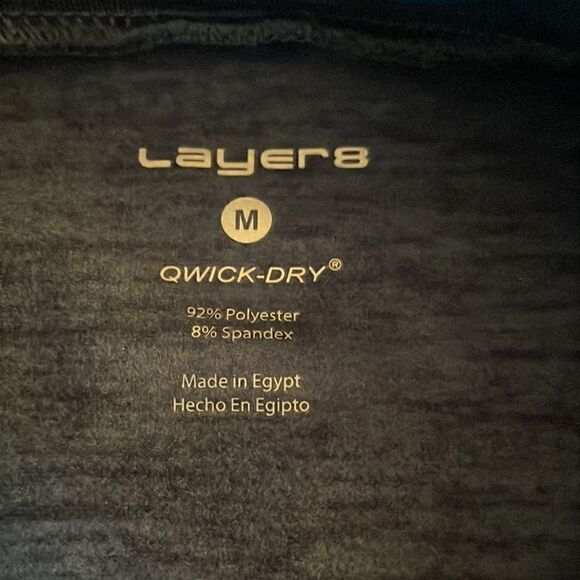 Layer8
M
QWICK-DRY®
92% Polyester
8% Spandex
Made in Egypt
Hecho En Egipto